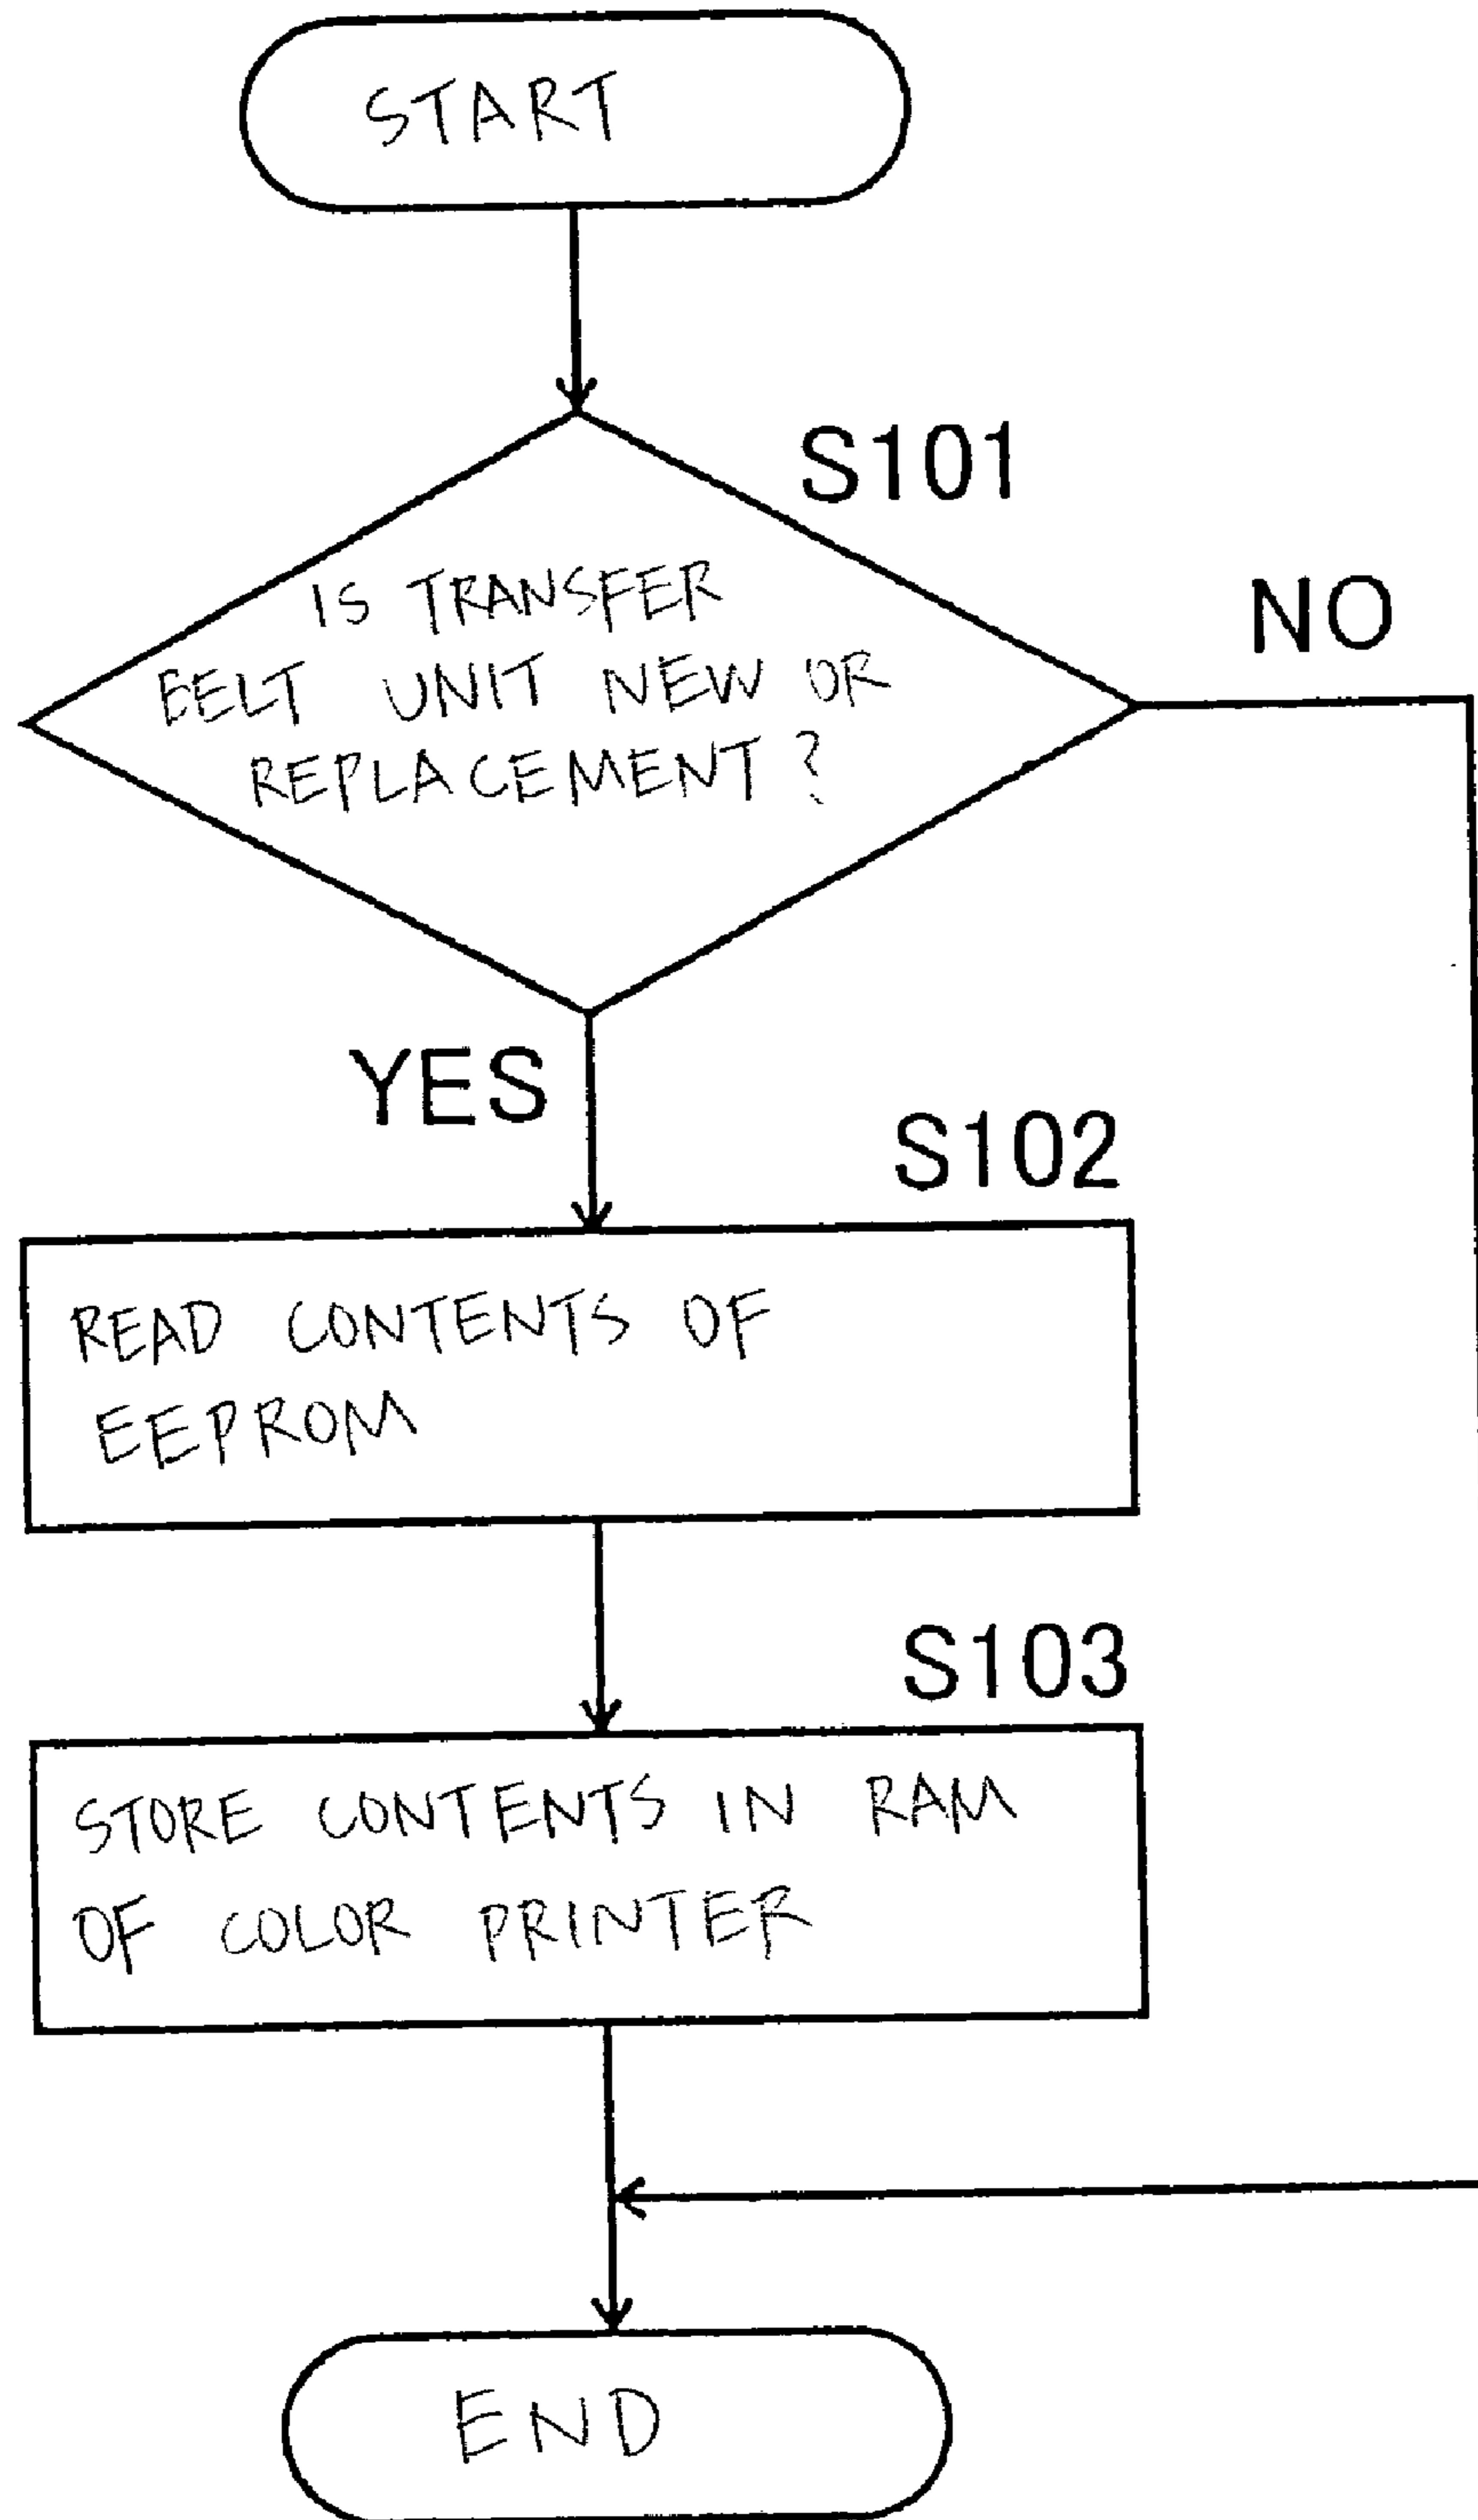 START
S101
IS TRANSFER
BELT UNIT NEW OR
REPLACEMENT?
NO
YES
S102
READ CONTENTS OF
EEPROM
S103
STORE CONTENTS IN RAM
OF COLOR PRINTER
END